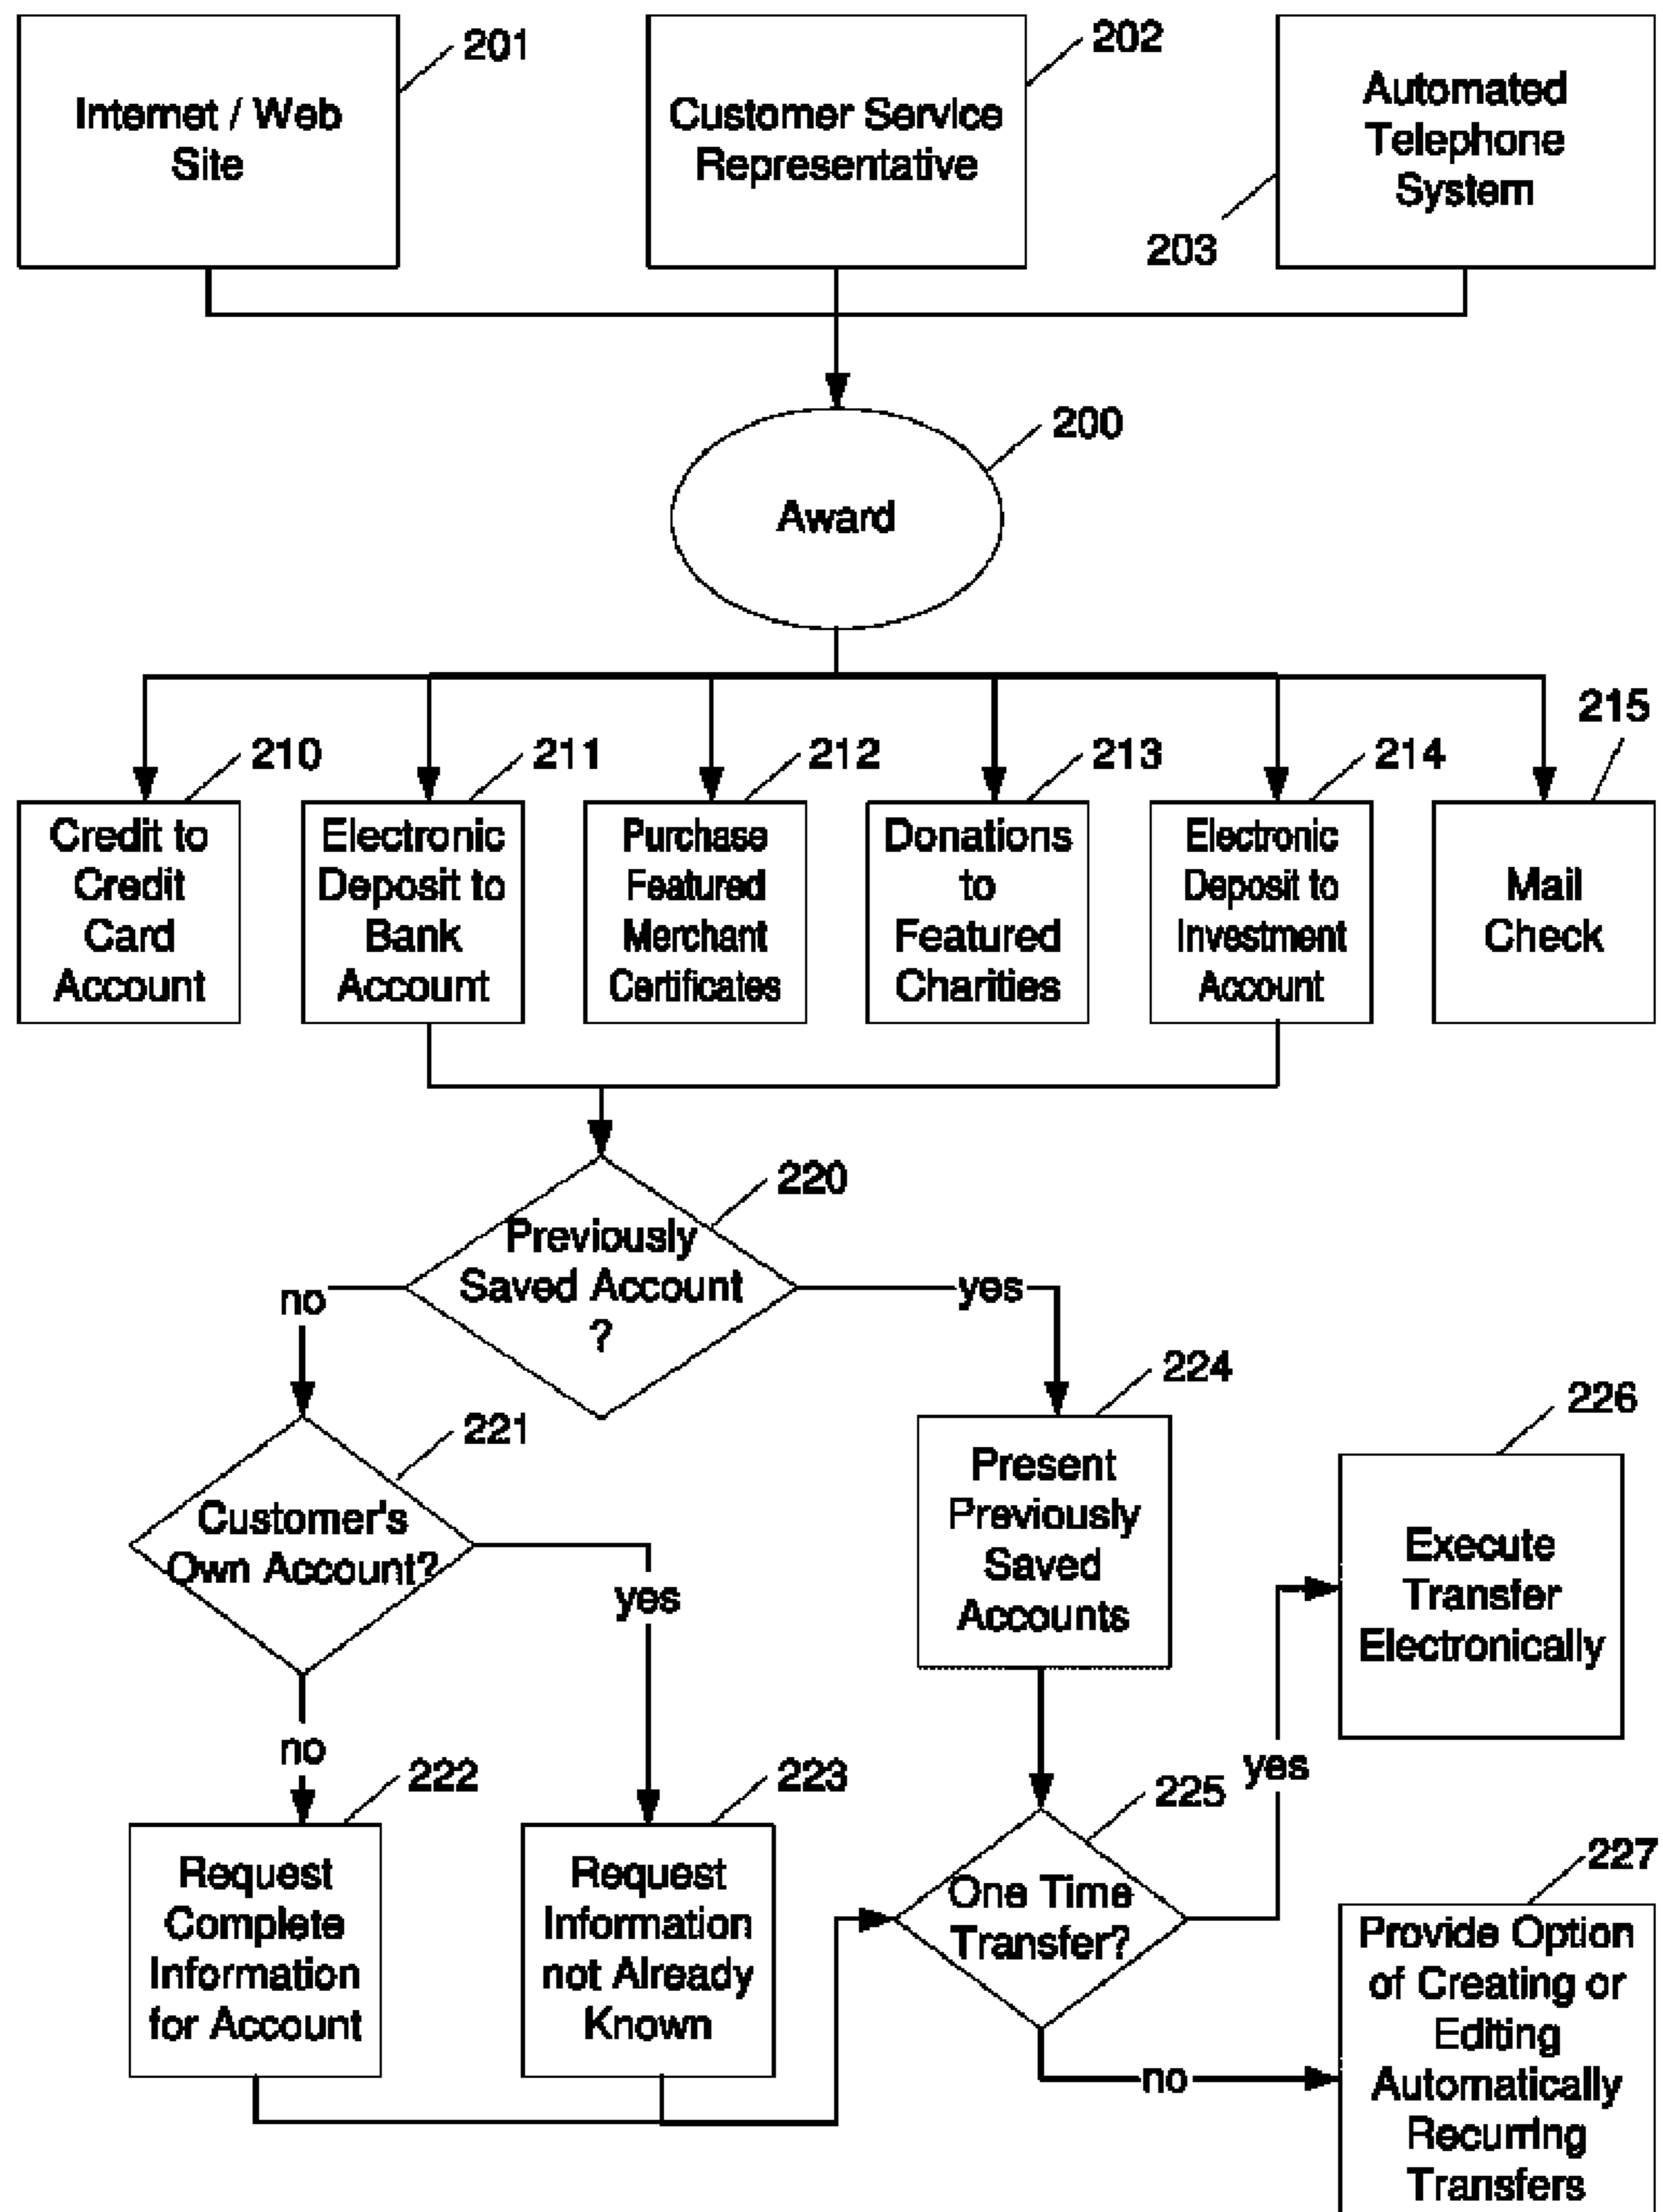 201
Internet / Web
Site
202
Customer Service
Representative
Automated
Telephone
System
203
200
Award
210
211
212
213
214
215
Credit to
Credit
Card
Account
Electronic
Deposit to
Bank
Account
Purchase
Featured
Merchant
Certificates
Donations
to
Featured
Charities
Electronic
Deposit to
Investment
Account
Mail
Check
220
Previously
Saved Account
?
no
yes
221
Customer's
Own Account?
yes
no
224
Present
Previously
Saved
Accounts
226
Execute
Transfer
Electronically
222
Request
Complete
Information
for Account
223
Request
Information
not Already
Known
225
One Time
Transfer?
yes
no
227
Provide Option
of Creating or
Editing
Automatically
Recurring
Transfers